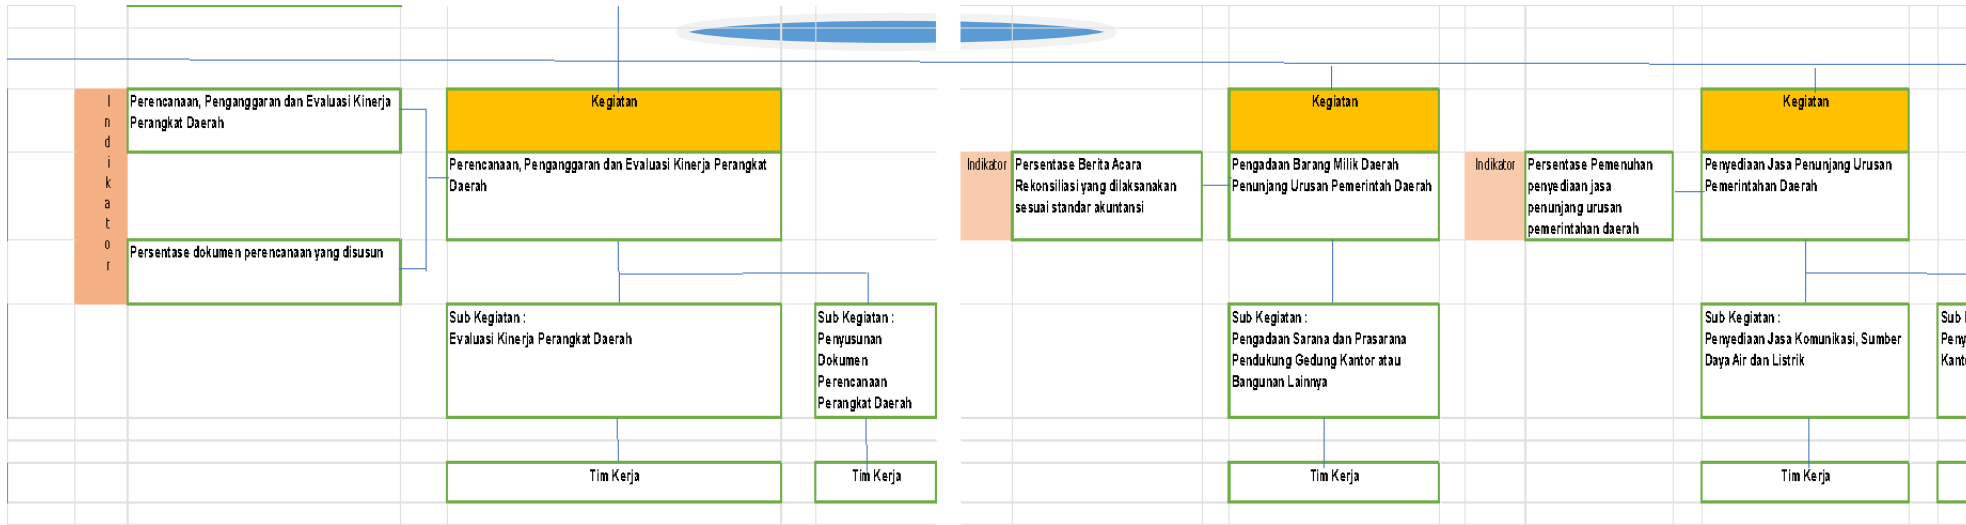 Indikator
Perencanaan, Penganggaran dan Evaluasi Kinerja
Perangkat Daerah
Persentase dokumen perencanaan yang disusun
Kegiatan
Perencanaan, Penganggaran dan Evaluasi Kinerja Perangkat
Daerah
Sub Kegiatan :
Evaluasi Kinerja Perangkat Daerah
Tim Kerja
Sub Kegiatan :
Penyusunan
Dokumen
Perencanaan
Perangkat Daerah
Tim Kerja
Indikator
Persentase Berita Acara
Rekonsiliasi yang dilaksanakan
sesuai standar akuntansi
Kegiatan
Pengadaan Barang Milik Daerah
Penunjang Urusan Pemerintah Daerah
Sub Kegiatan :
Pengadaan Sarana dan Prasarana
Pendukung Gedung Kantor atau
Bangunan Lainnya
Tim Kerja
Indikator
Persentase Pemenuhan
penyediaan jasa
penunjang urusan
pemerintahan daerah
Kegiatan
Penyediaan Jasa Penunjang Urusan
Pemerintahan Daerah
Sub Kegiatan :
Penyediaan Jasa Komunikasi, Sumber
Daya Air dan Listrik
Tim Kerja
Sub